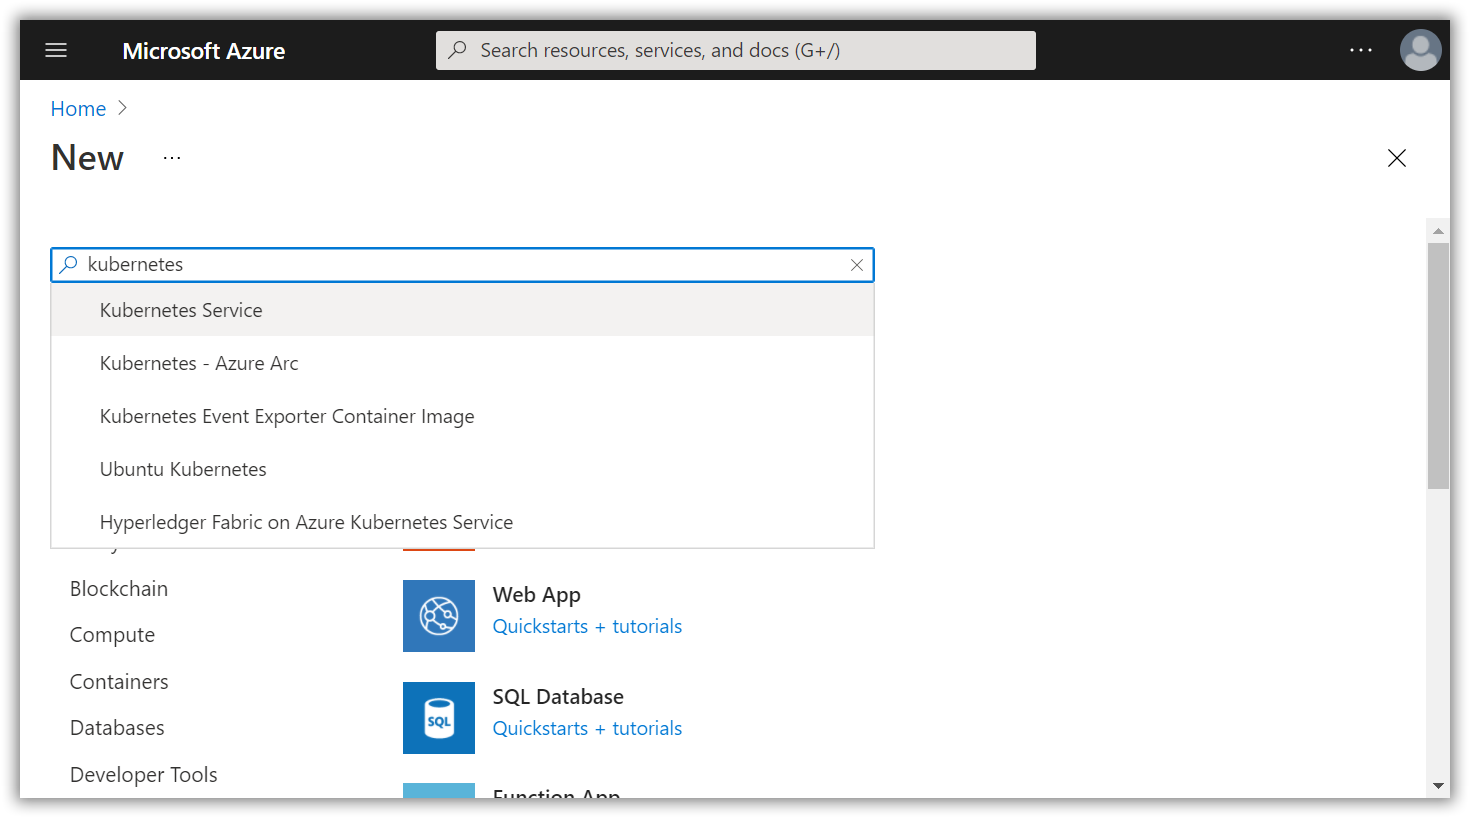 Microsoft Azure
Search resources, services, and docs (G+/)
Home
New
kubernetes
Kubernetes Service
Kubernetes - Azure Arc
Kubernetes Event Exporter Container Image
Ubuntu Kubernetes
Hyperledger Fabric on Azure Kubernetes Service
Blockchain
Compute
Containers
Databases
Developer Tools
Web App
Quickstarts + tutorials
SQL
SQL Database
Quickstarts + tutorials
Function App